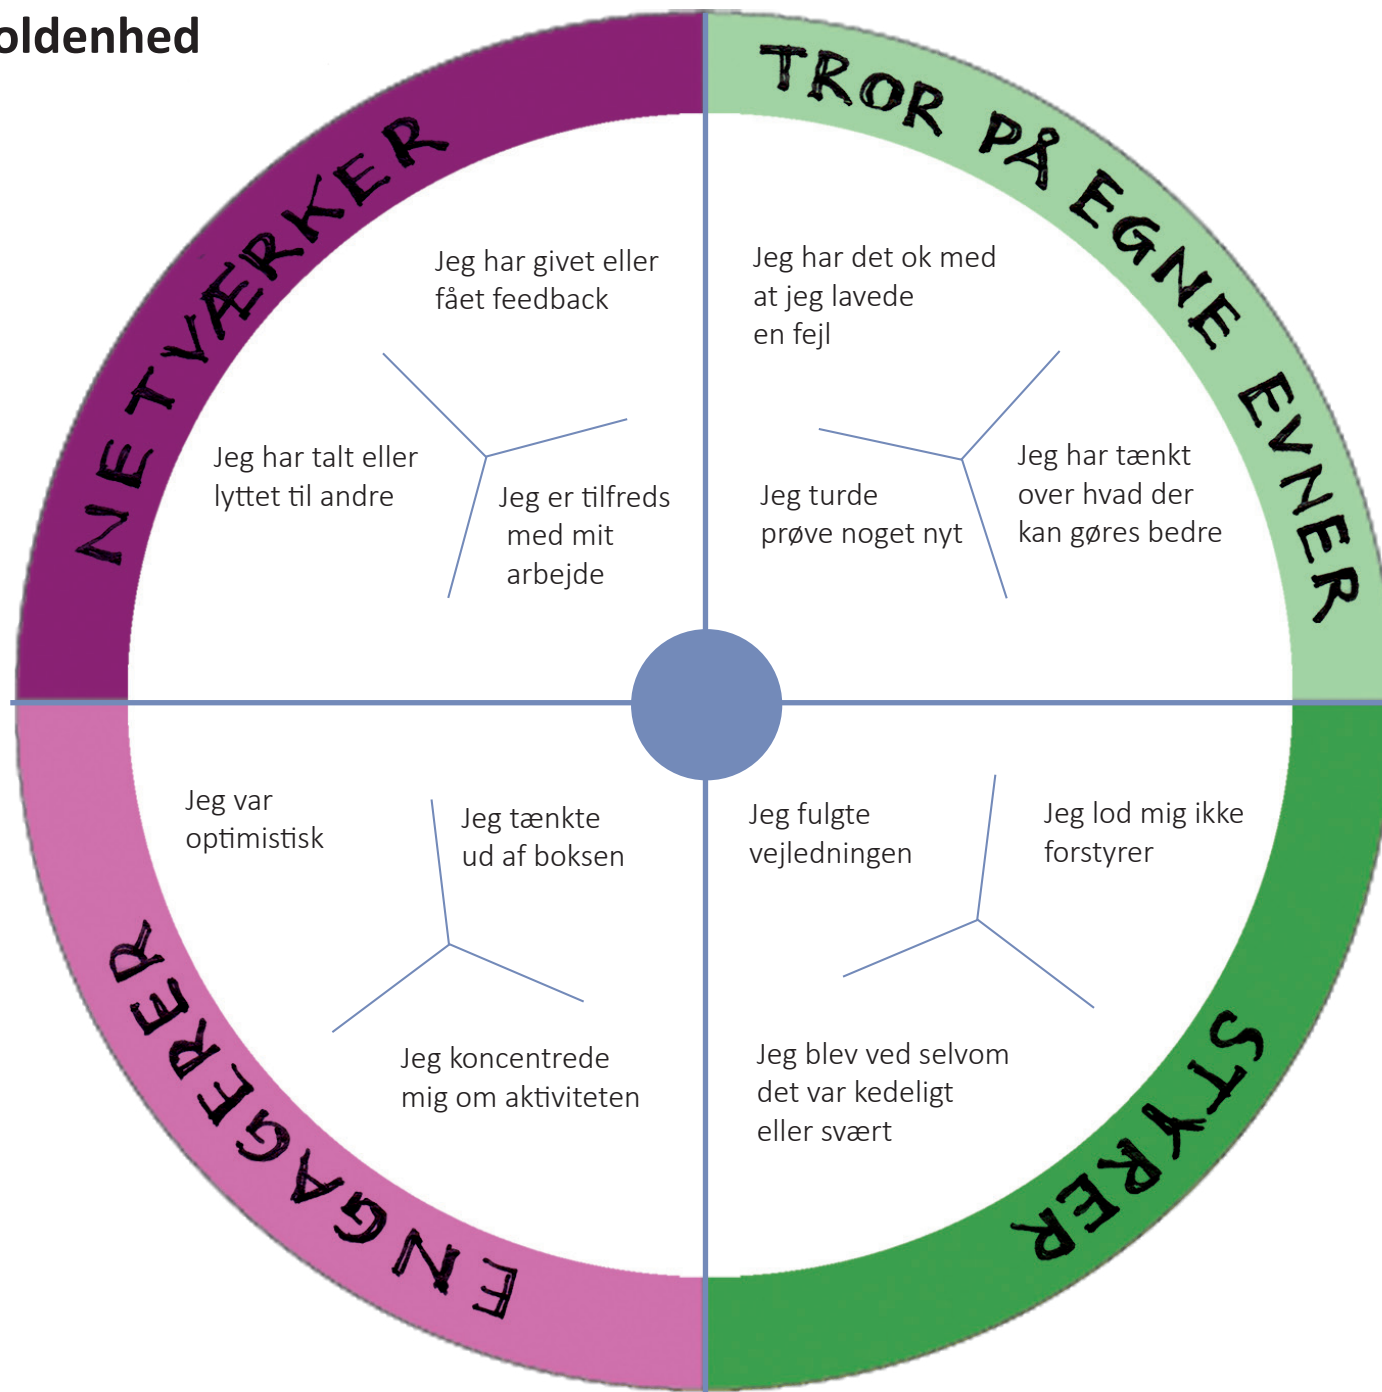 oldenhed
NETVÆRKER
Jeg har givet eller
fået feedback
Jeg har talt eller
lyttet til andre
Jeg er tilfreds
med mit
arbejde
TROR PÅ EGNE EVNER
Jeg har det ok med
at jeg lavede
en fejl
Jeg turde
prøve noget nyt
Jeg har tænkt
over hvad der
kan gøres bedre
ENGAGERER
Jeg var
optimistisk
Jeg tænkte
ud af boksen
Jeg koncentrede
mig om aktiviteten
STYRER
Jeg fulgte
vejledningen
Jeg lod mig ikke
forstyrer
Jeg blev ved selvom
det var kedeligt
eller svært